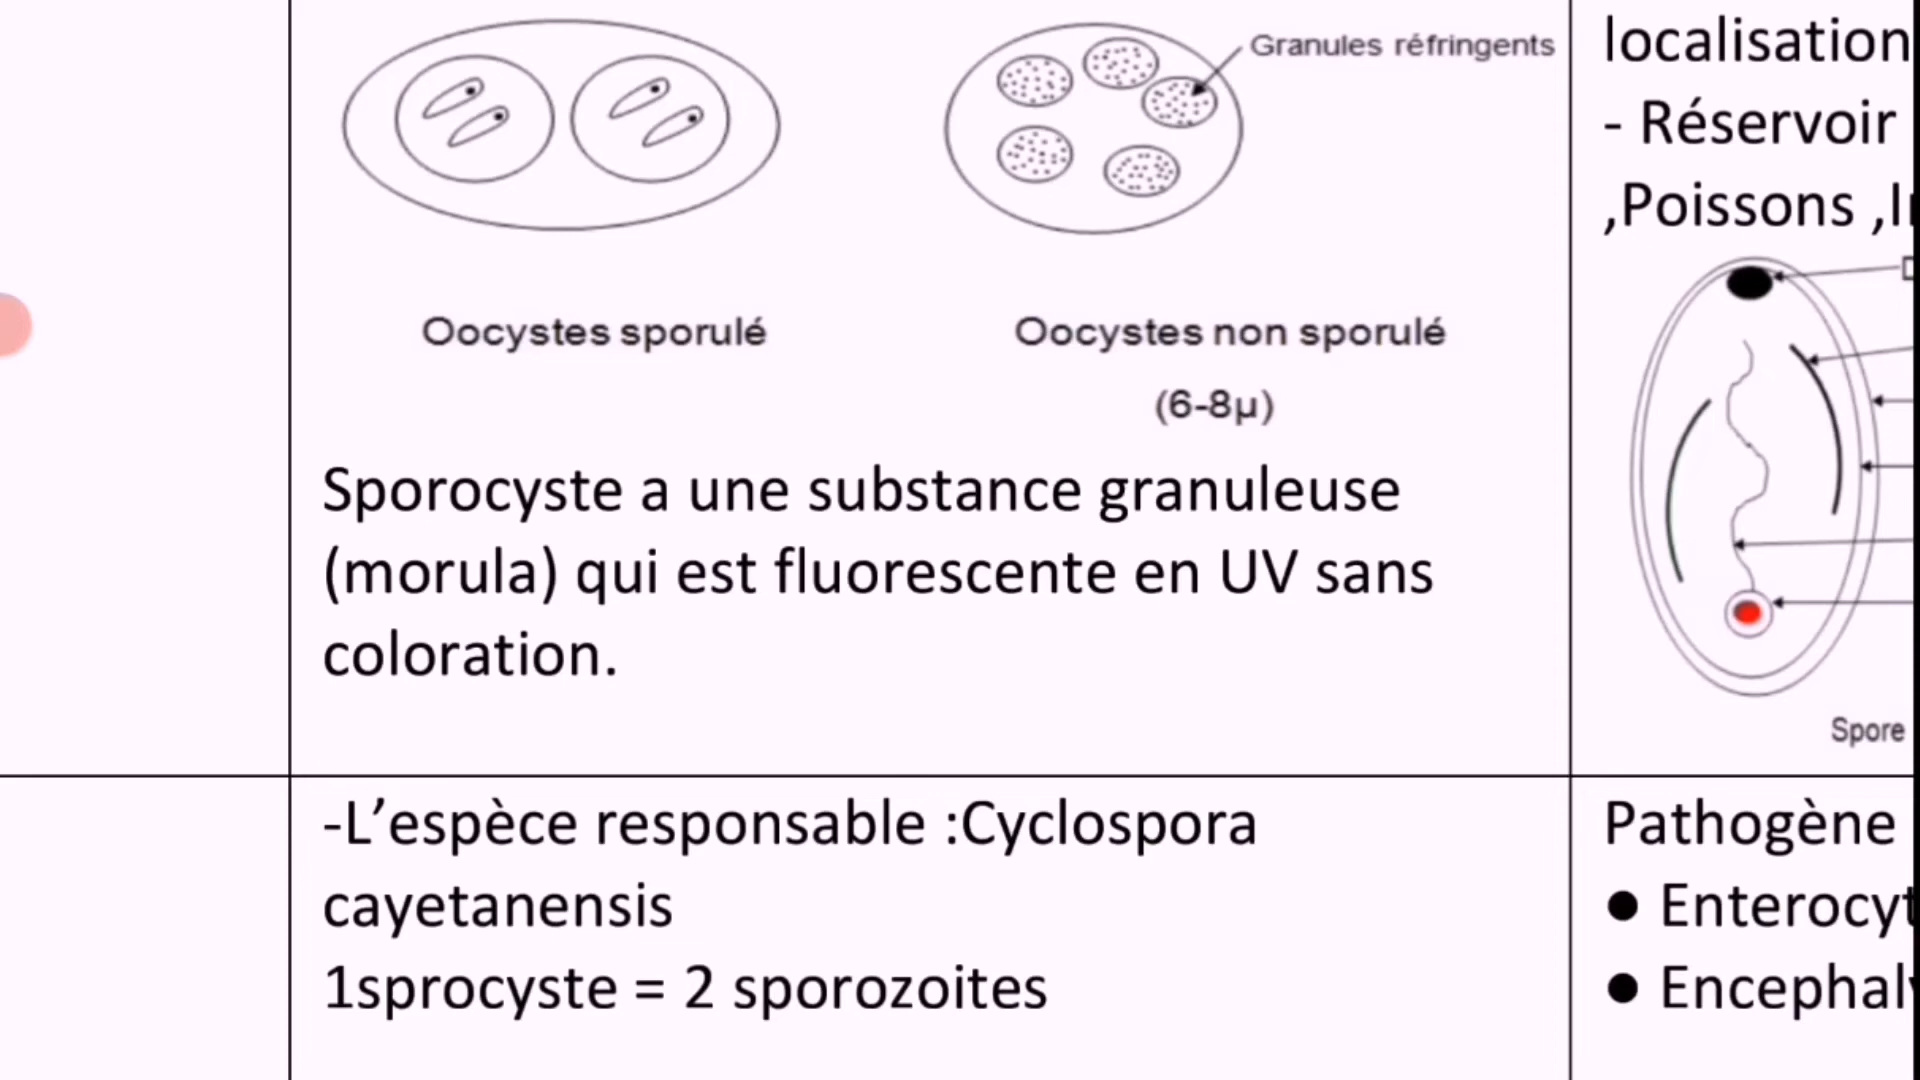 Granules réfringents
Oocystes sporulé
Oocystes non sporulé
(6-8µ)
Sporocyste a une substance granuleuse
(morula) qui est fluorescente en UV sans
coloration.
-L’espèce responsable :Cyclospora
cayetanensis
1sprocyste = 2 sporozoites
localisation
- Réservoir
,Poissons ,
Spore
Pathogène
● Enterocyt
● Encephal